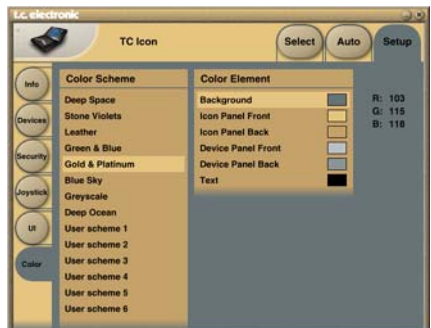 t.c. electronic
TC Icon
Select
Auto
Setup
Info
Devices
Security
Joystick
UI
Color
Color Scheme
Deep Space
Stone Violets
Leather
Green & Blue
Gold & Platinum
Blue Sky
Greyscale
Deep Ocean
User scheme 1
User scheme 2
User scheme 3
User scheme 4
User scheme 5
User scheme 6
Color Element
Background
Icon Panel Front
Icon Panel Back
Device Panel Front
Device Panel Back
Text
R: 103
G: 115
B: 118